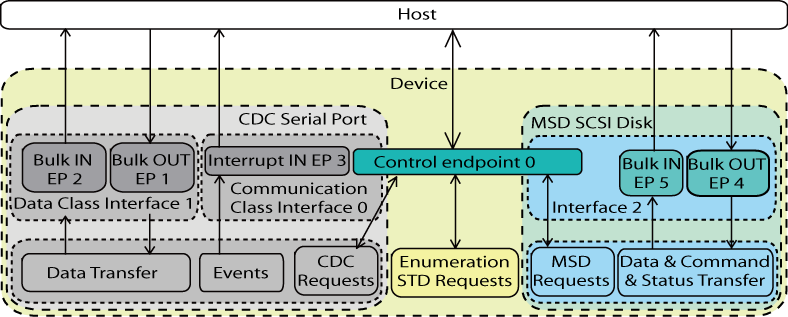 Host
Device
CDC Serial Port
MSD SCSI Disk
Bulk IN
EP 2
Bulk OUT
EP 1
Interrupt IN EP 3
Control endpoint 0
Bulk IN
EP 5
Bulk OUT
EP 4
Data Class Interface 1
Communication
Class Interface 0
Interface 2
Data Transfer
Events
CDC
Requests
Enumeration
STD Requests
MSD
Requests
Data & Command
& Status Transfer